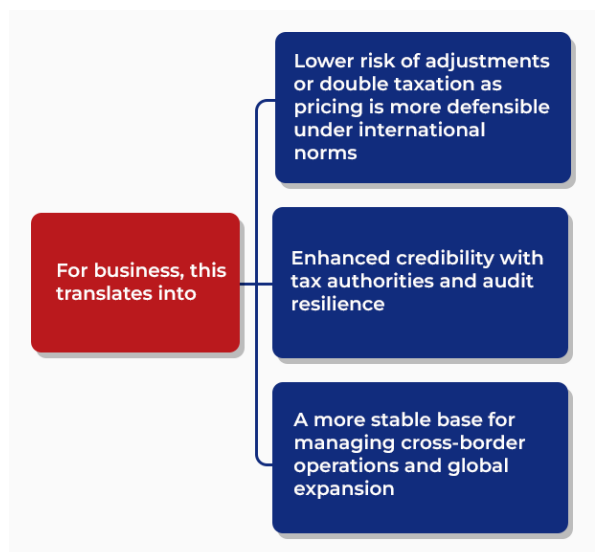 Lower risk of adjustments
or double taxation as
pricing is more defensible
under international
norms
For business, this
translates into
Enhanced credibility with
tax authorities and audit
resilience
A more stable base for
managing cross-border
operations and global
expansion